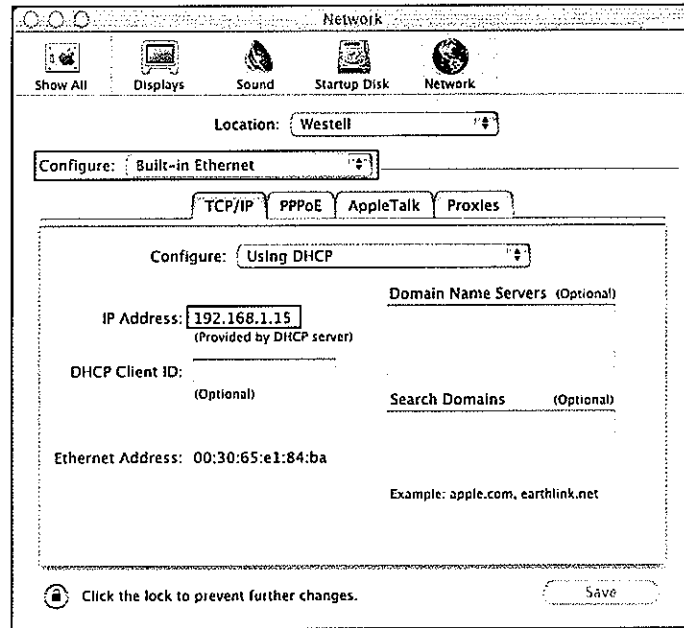 Network
Show All Displays Sound Startup Disk Network
Location: Westell
Configure: Built-in Ethernet
TCP/IP PPPoE AppleTalk Proxies
Configure: Using DHCP
Domain Name Servers (Optional)
IP Address: 192.168.1.15
(Provided by DHCP server)
DHCP Client ID:
(Optional)
Search Domains (Optional)
Ethernet Address: 00:30:65:e1:84:ba
Example: apple.com, earthlink.net
Click the lock to prevent further changes.
Save